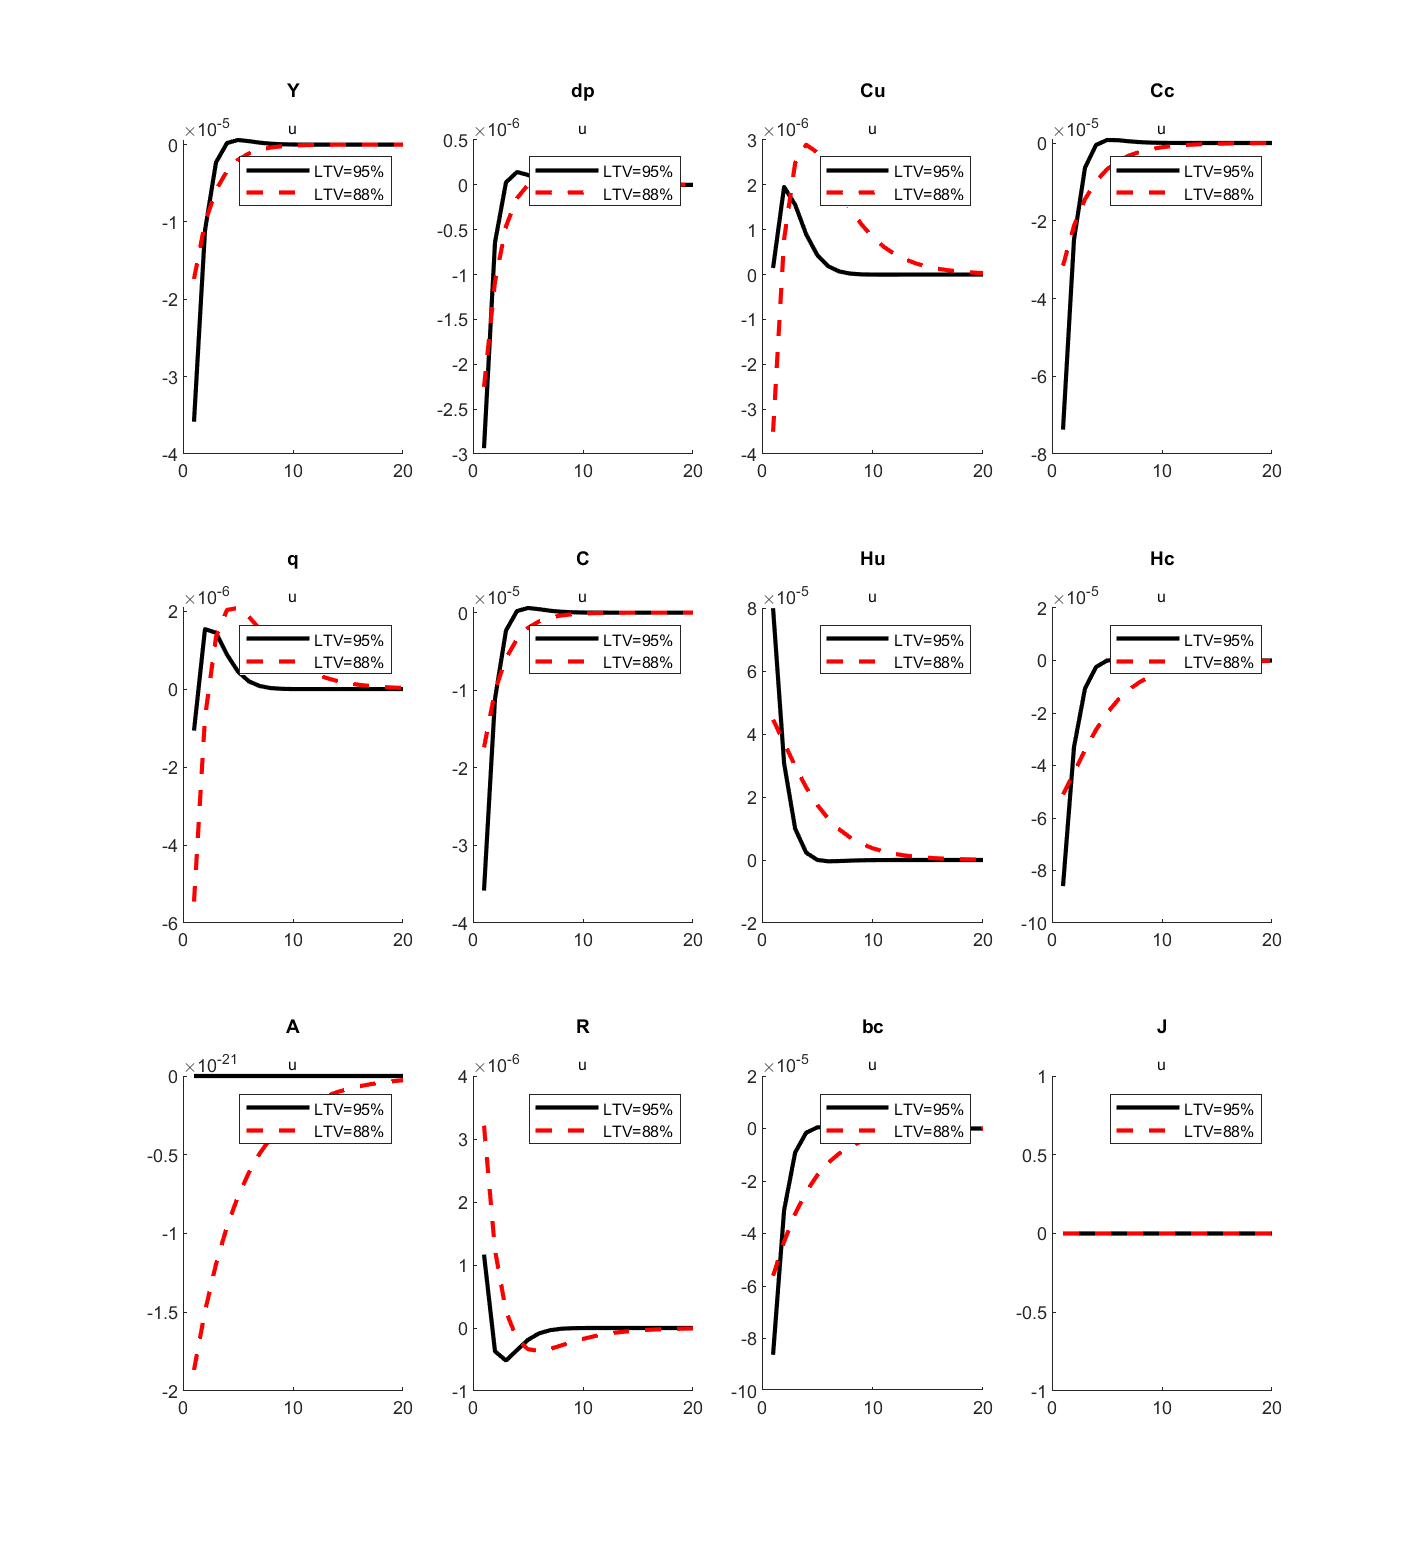 Y dp Cu Cc
×10-5 u ×10-6 u ×10-6 u ×10-5 u
0 0.5 3 0
LTV=95% LTV=95% LTV=95% LTV=95%
0 2
LTV=88% LTV=88% LTV=88% LTV=88%
-1 -0.5 1 -2
-1 0
-2 -1.5 -1 -4
-2 -2
-3 -2.5 -3 -6
-4 -3 -4 -8
0 10 20 0 10 20 0 10 20 0 10 20
q C Hu Hc
×10-6 u ×10-5 u ×10-5 u ×10-5 u
2 0 8 2
LTV=95% LTV=95% LTV=95% LTV=95%
LTV=88% LTV=88% LTV=88% LTV=88%
0 -1 6 0
-2 4 -2
-2 2 -4
-4 -3 0 -6
-8
-6 -4 -2 -10
0 10 20 0 10 20 0 10 20 0 10 20
A R bc J
×10-21 u ×10-6 u ×10-5 u u
0 4 2 1
LTV=95% LTV=95% LTV=95% LTV=95%
LTV=88% LTV=88% LTV=88% LTV=88%
-0.5 3 0 0.5
-1 2 -2 0
1 -4
-1.5 0 -6 -0.5
-8
-2 -1 -10 -1
0 10 20 0 10 20 0 10 20 0 10 20